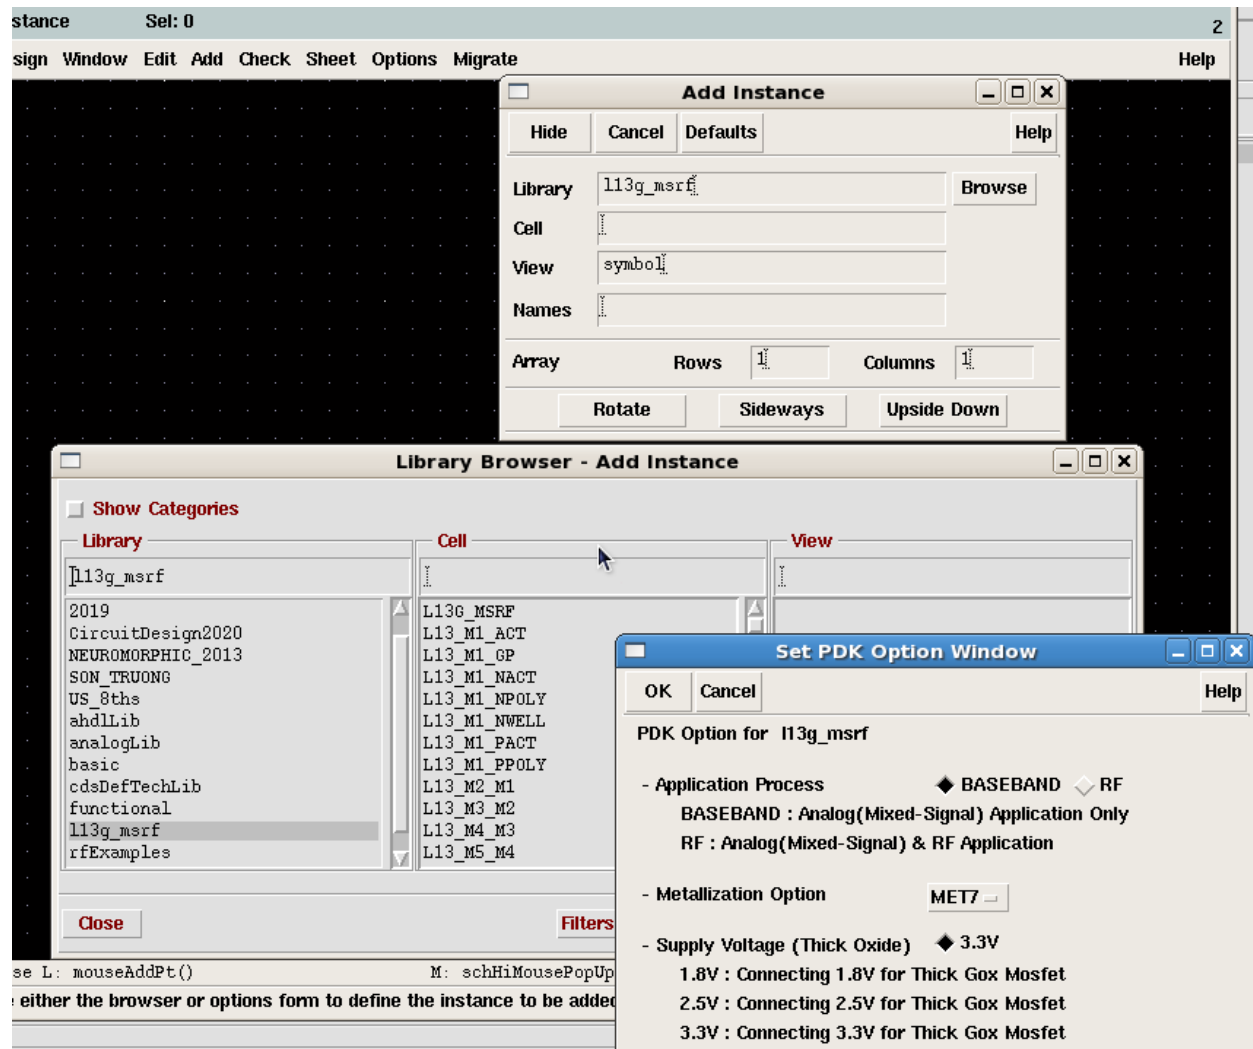 stance Sel: 0 2
sign Window Edit Add Check Sheet Options Migrate Help
Add Instance
Hide Cancel Defaults Help
Library l13g_msrf Browse
Cell
View symbol
Names
Array Rows 1 Columns 1
Rotate Sideways Upside Down
Library Browser - Add Instance
Show Categories
Library Cell View
l13g_msrf
2019
CircuitDesign2020
NEUROMORPHIC_2013
SON_TRUONG
US_8ths
ahdlLib
analogLib
basic
cdsDefTechLib
functional
l13g_msrf
rfExamples
L13G_MSRF
L13_M1_ACT
L13_M1_GP
L13_M1_NACT
L13_M1_NPOLY
L13_M1_NWELL
L13_M1_PACT
L13_M1_PPOLY
L13_M2_M1
L13_M3_M2
L13_M4_M3
L13_M5_M4
Close Filters
Set PDK Option Window
OK Cancel Help
PDK Option for l13g_msrf
- Application Process BASEBAND RF
BASEBAND : Analog(Mixed-Signal) Application Only
RF : Analog(Mixed-Signal) & RF Application
- Metallization Option MET7
- Supply Voltage (Thick Oxide) 3.3V
1.8V : Connecting 1.8V for Thick Gox Mosfet
2.5V : Connecting 2.5V for Thick Gox Mosfet
3.3V : Connecting 3.3V for Thick Gox Mosfet
se L: mouseAddPt() M: schHiMousePopUp
either the browser or options form to define the instance to be added